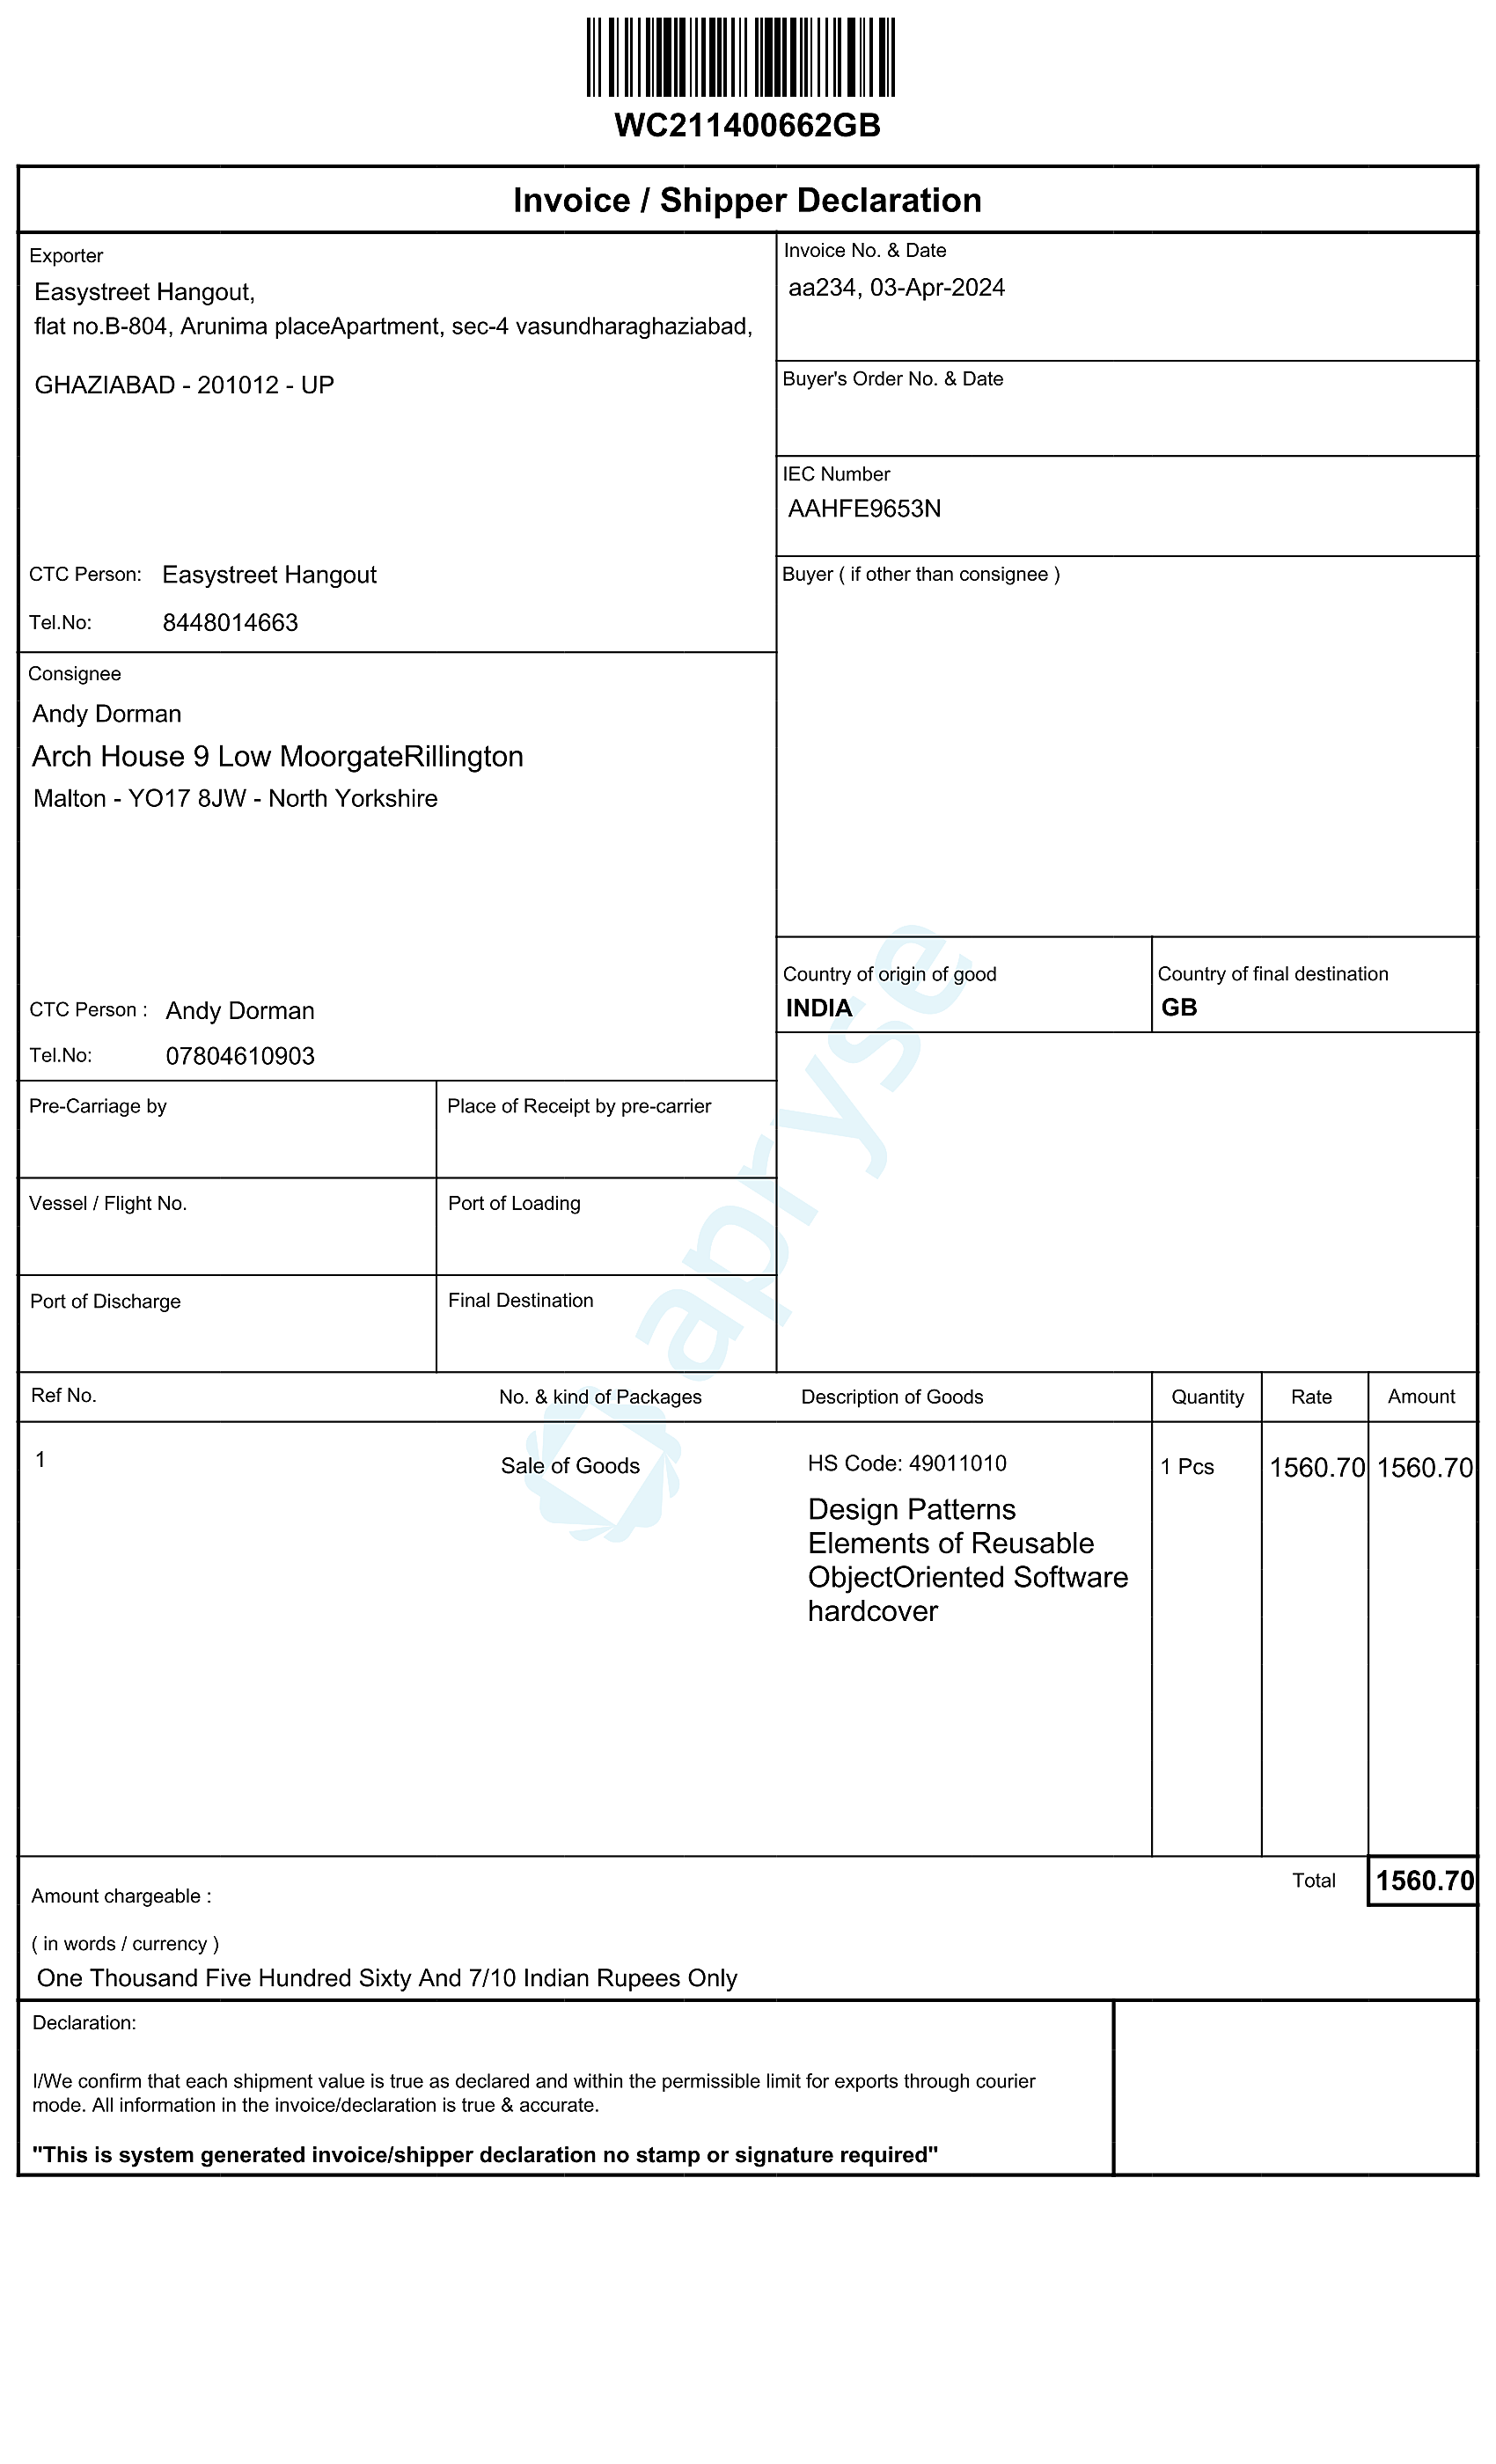 WC211400662GB
Invoice / Shipper Declaration
Exporter
Easystreet Hangout,
flat no.B-804, Arunima placeApartment, sec-4 vasundharaghaziabad,
GHAZIABAD - 201012 - UP
CTC Person: Easystreet Hangout
Tel.No: 8448014663
Invoice No. & Date
aa234, 03-Apr-2024
Buyer's Order No. & Date
IEC Number
AAHFE9653N
Buyer ( if other than consignee )
Consignee
Andy Dorman
Arch House 9 Low MoorgateRillington
Malton - YO17 8JW - North Yorkshire
CTC Person : Andy Dorman
Tel.No: 07804610903
Country of origin of good
INDIA
Country of final destination
GB
Pre-Carriage by
Place of Receipt by pre-carrier
Vessel / Flight No.
Port of Loading
Port of Discharge
Final Destination
apryse
Ref No. No. & kind of Packages Description of Goods Quantity Rate Amount
1 Sale of Goods HS Code: 49011010 1 Pcs 1560.70 1560.70
Design Patterns
Elements of Reusable
ObjectOriented Software
hardcover
Total 1560.70
Amount chargeable :
( in words / currency )
One Thousand Five Hundred Sixty And 7/10 Indian Rupees Only
Declaration:
I/We confirm that each shipment value is true as declared and within the permissible limit for exports through courier
mode. All information in the invoice/declaration is true & accurate.
"This is system generated invoice/shipper declaration no stamp or signature required"